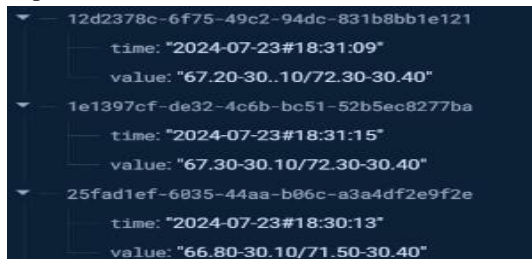 12d2378c-6f75-49c2-94dc-831b8bb1e121
time: "2024-07-23#18:31:09"
value: "67.20-30..10/72.30-30.40"
1e1397cf-de32-4c6b-bc51-52b5ec8277ba
time: "2024-07-23#18:31:15"
value: "67.30-30.10/72.30-30.40"
25fad1ef-6035-44aa-b06c-a3a4df2e9f2e
time: "2024-07-23#18:30:13"
value: "66.80-30.10/71.50-30.40"